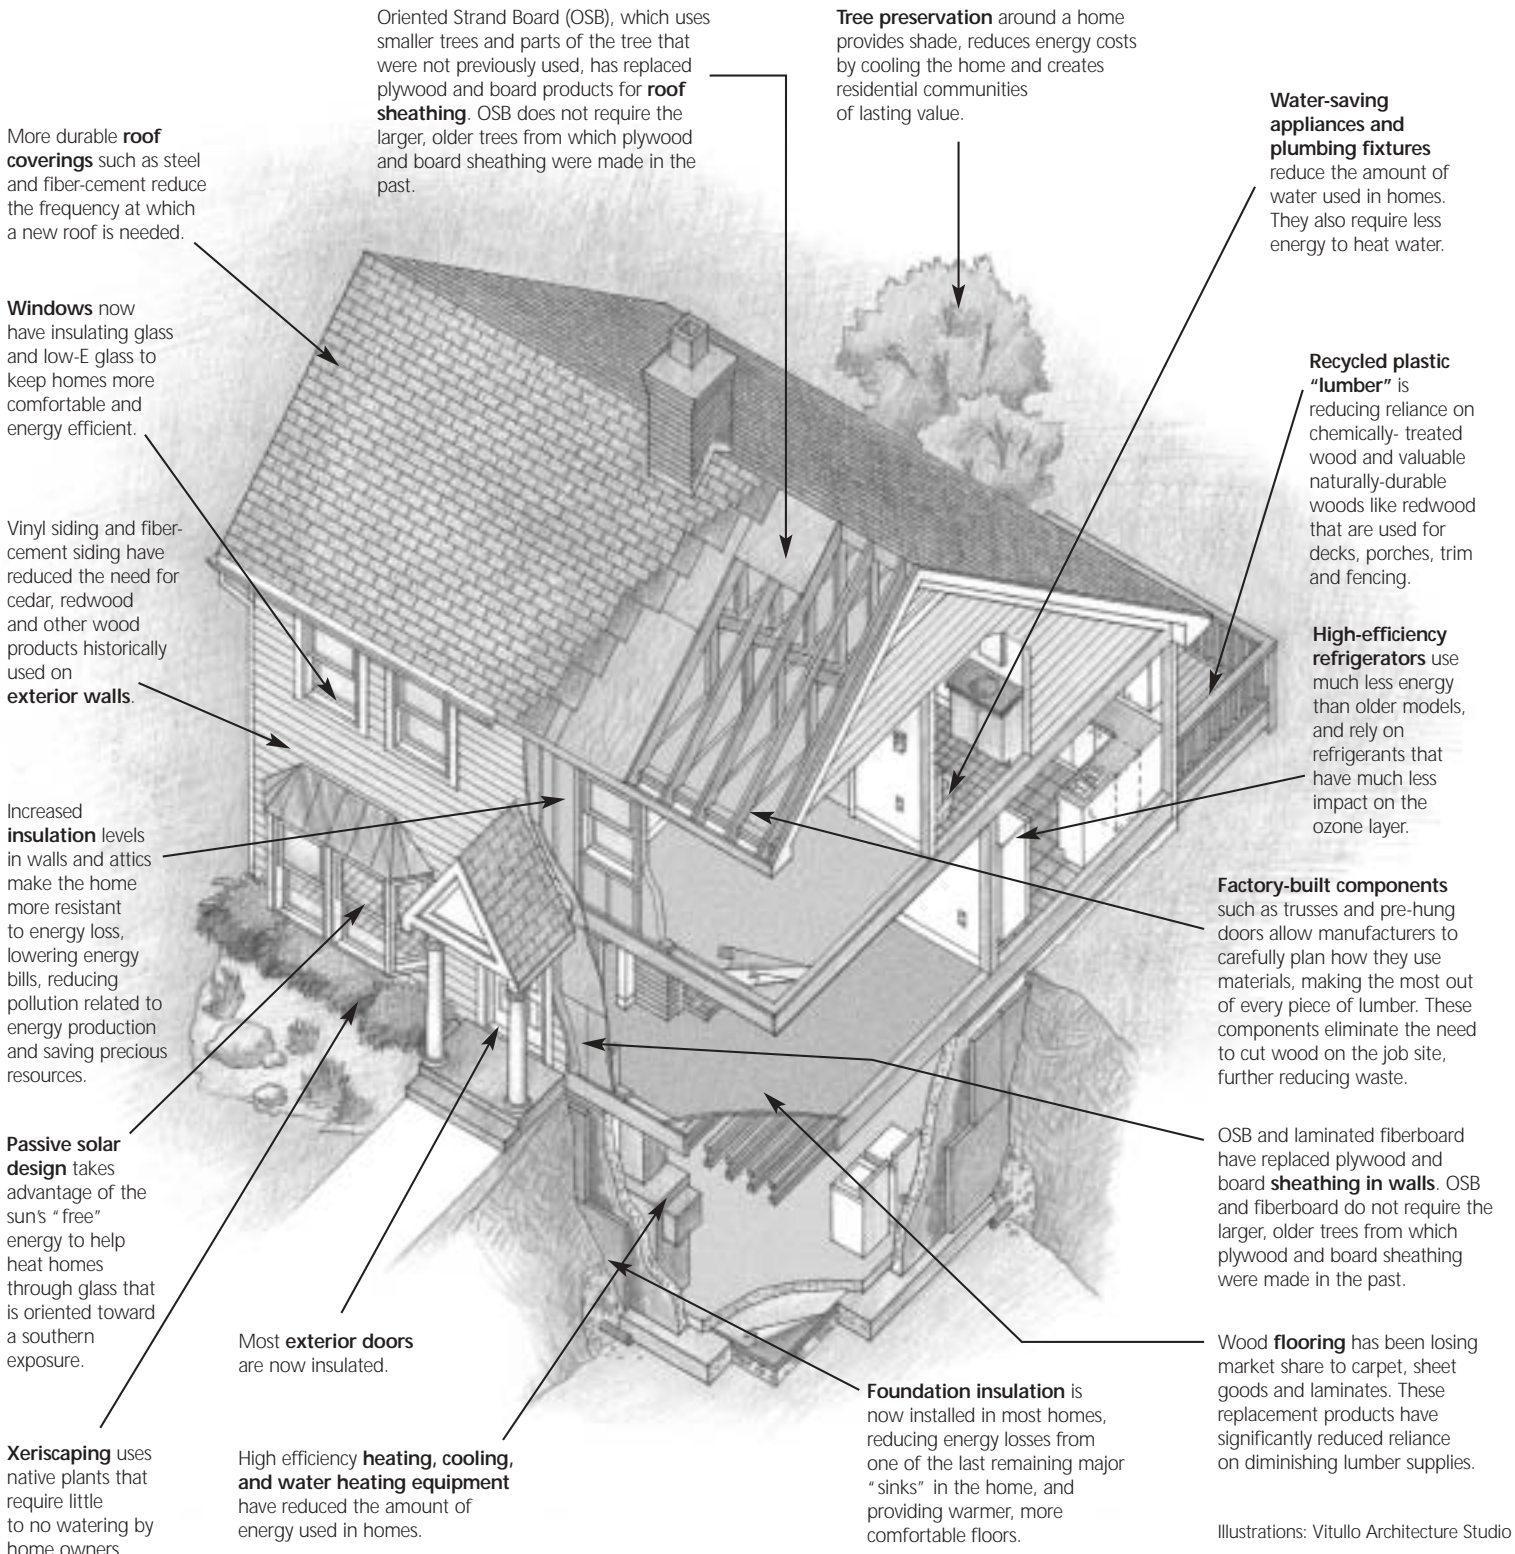 Oriented Strand Board (OSB), which uses
smaller trees and parts of the tree that
were not previously used, has replaced
plywood and board products for roof
sheathing. OSB does not require the
larger, older trees from which plywood
and board sheathing were made in the
past.
Tree preservation around a home
provides shade, reduces energy costs
by cooling the home and creates
residential communities
of lasting value.
Water-saving
appliances and
plumbing fixtures
reduce the amount of
water used in homes.
They also require less
energy to heat water.
More durable roof
coverings such as steel
and fiber-cement reduce
the frequency at which
a new roof is needed.
Windows now
have insulating glass
and low-E glass to
keep homes more
comfortable and
energy efficient.
Recycled plastic
"lumber" is
reducing reliance on
chemically- treated
wood and valuable
naturally-durable
woods like redwood
that are used for
decks, porches, trim
and fencing.
Vinyl siding and fiber-
cement siding have
reduced the need for
cedar, redwood
and other wood
products historically
used on
exterior walls.
High-efficiency
refrigerators use
much less energy
than older models,
and rely on
refrigerants that
have much less
impact on the
ozone layer.
Increased
insulation levels
in walls and attics
make the home
more resistant
to energy loss,
lowering energy
bills, reducing
pollution related to
energy production
and saving precious
resources.
Factory-built components
such as trusses and pre-hung
doors allow manufacturers to
carefully plan how they use
materials, making the most out
of every piece of lumber. These
components eliminate the need
to cut wood on the job site,
further reducing waste.
Passive solar
design takes
advantage of the
sun's "free"
energy to help
heat homes
through glass that
is oriented toward
a southern
exposure.
OSB and laminated fiberboard
have replaced plywood and
board sheathing in walls. OSB
and fiberboard do not require the
larger, older trees from which
plywood and board sheathing
were made in the past.
Most exterior doors
are now insulated.
Wood flooring has been losing
market share to carpet, sheet
goods and laminates. These
replacement products have
significantly reduced reliance
on diminishing lumber supplies.
Foundation insulation is
now installed in most homes,
reducing energy losses from
one of the last remaining major
"sinks" in the home, and
providing warmer, more
comfortable floors.
Xeriscaping uses
native plants that
require little
to no watering by
home owners
High efficiency heating, cooling,
and water heating equipment
have reduced the amount of
energy used in homes.
Illustrations: Vitullo Architecture Studio